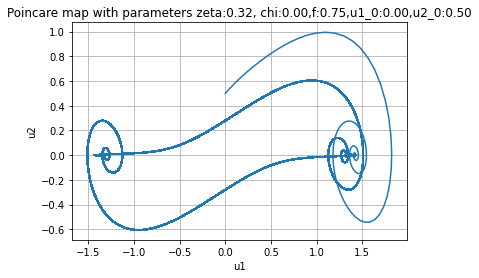 Poincare map with parameters zeta:0.32, chi:0.00,f:0.75,u1_0:0.00,u2_0:0.50
1.0
0.8
0.6
0.4
0.2
0.0
−0.2
−0.4
−0.6
u2
−1.5 −1.0 −0.5 0.0 0.5 1.0 1.5
u1